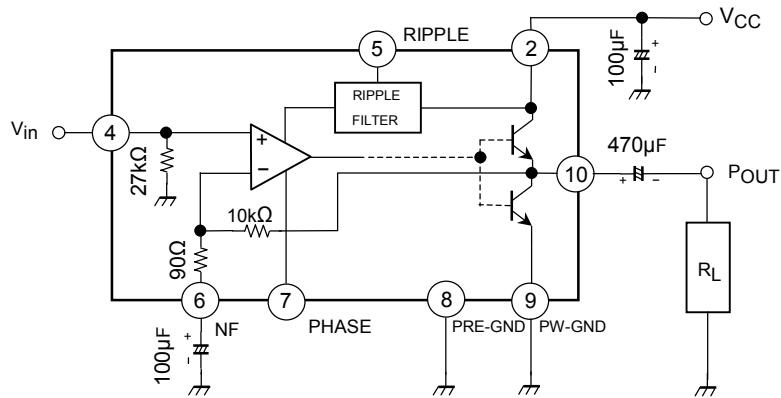 5
RIPPLE
2
VCC
100μF
+
−
RIPPLE
FILTER
Vin
4
27kΩ
+
−
10kΩ
90Ω
10
470μF
+ −
POUT
RL
6
NF
7
PHASE
8
PRE-GND
9
PW-GND
100μF
+
−